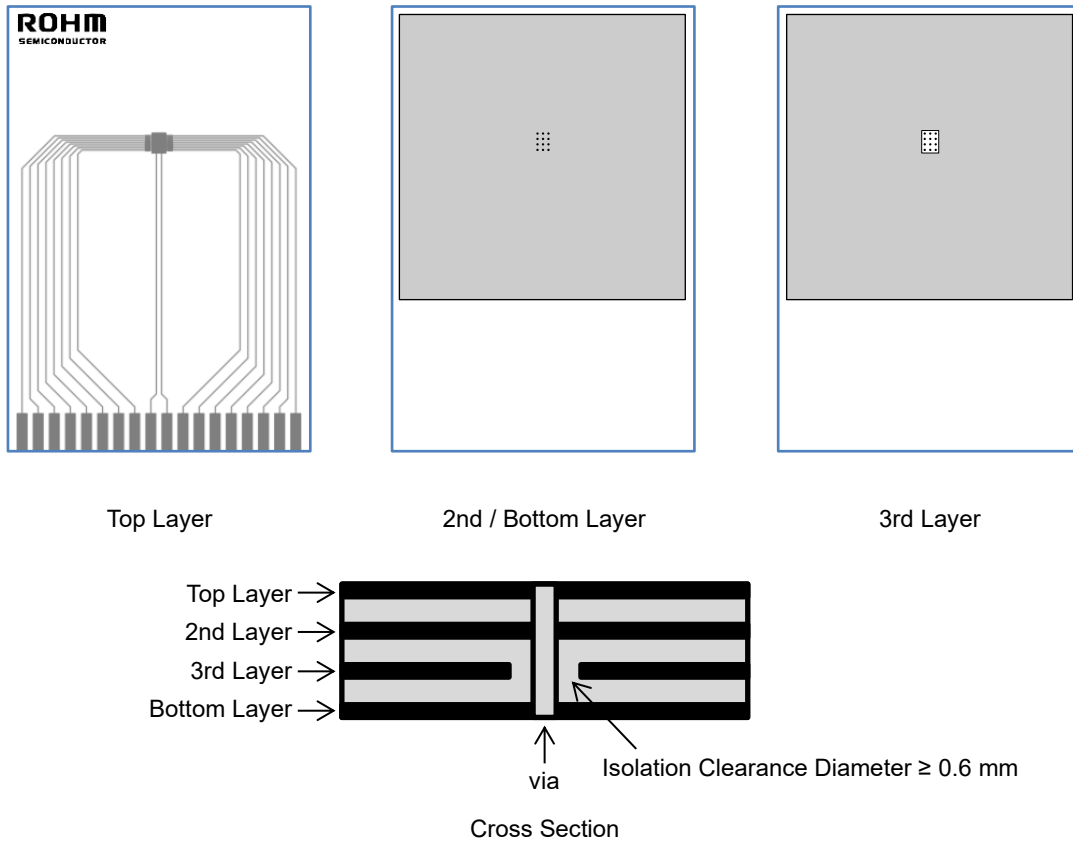 ROHM
SEMICONDUCTOR
Top Layer
2nd / Bottom Layer
3rd Layer
Top Layer
2nd Layer
3rd Layer
Bottom Layer
via
Isolation Clearance Diameter ≥ 0.6 mm
Cross Section